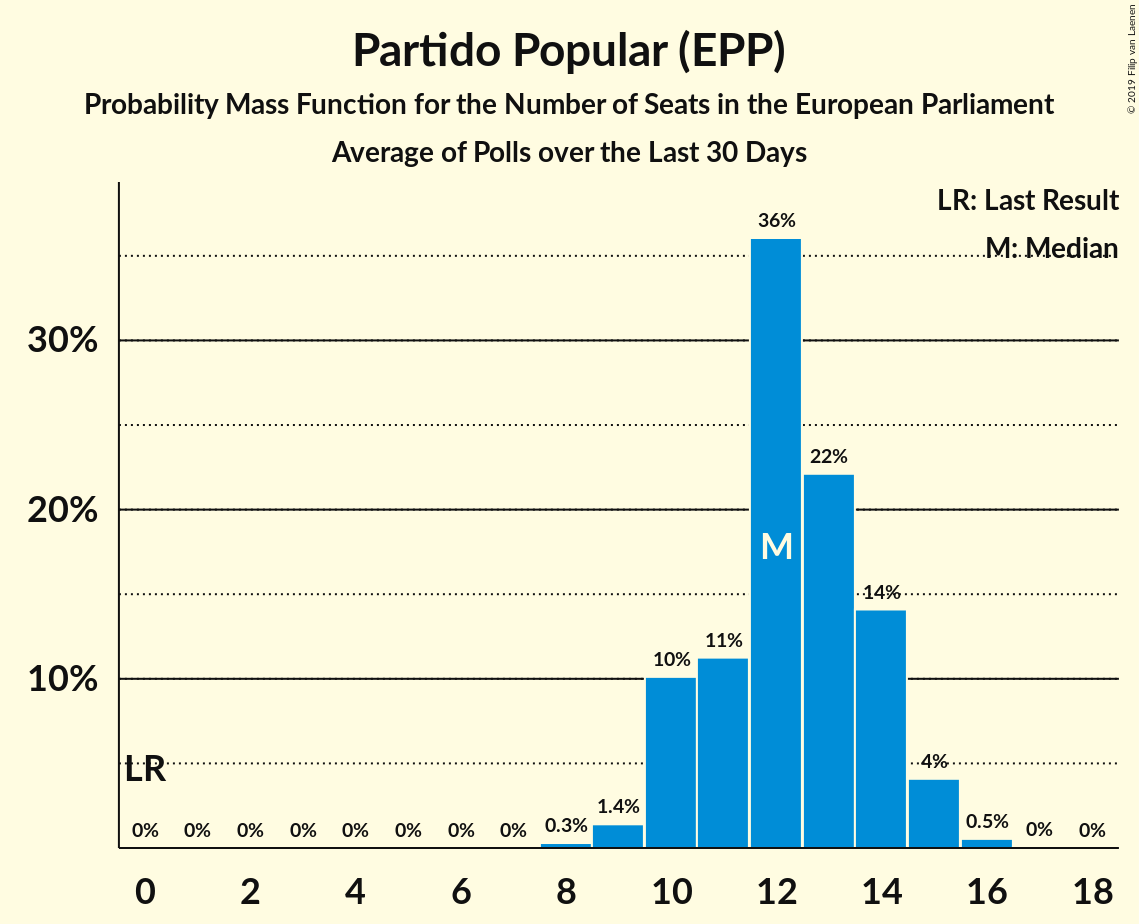 Partido Popular (EPP)
Probability Mass Function for the Number of Seats in the European Parliament
Average of Polls over the Last 30 Days
© 2019 Filip van Laenen
LR: Last Result
M: Median
36%
30%
22%
20%
M
14%
11%
10%
10%
LR
4%
1.4%
0% 0% 0% 0% 0% 0% 0% 0% 0.3% 0.5% 0% 0%
0 2 4 6 8 10 12 14 16 18